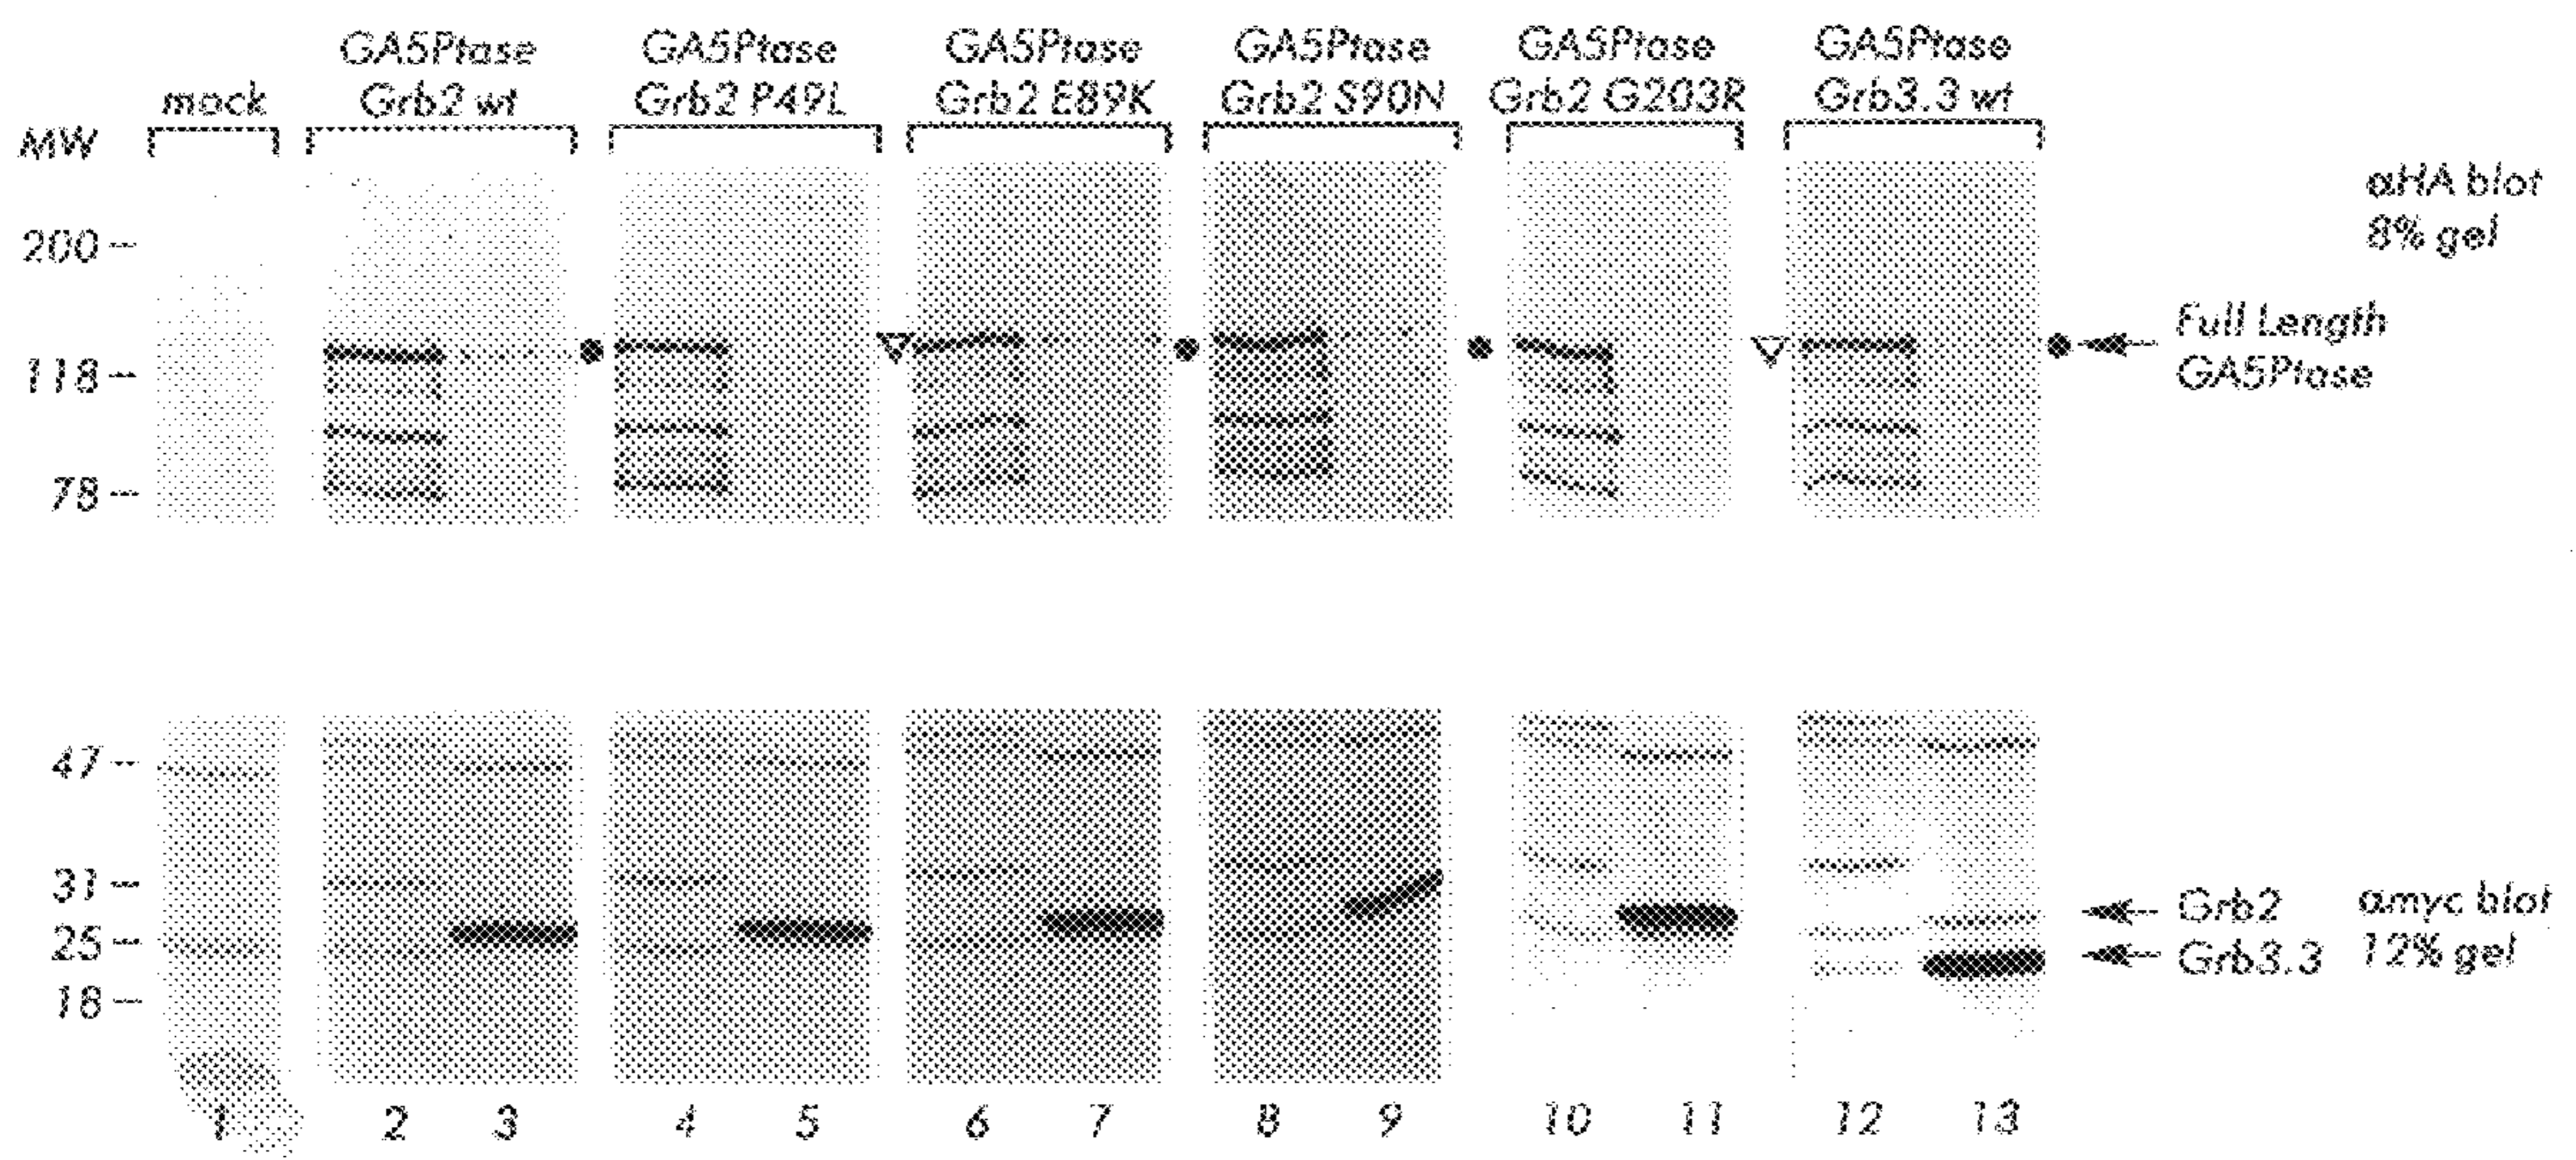 mock
GA5Ptase
Grb2 wt
GA5Ptase
Grb2 P49L
GA5Ptase
Grb2 E89K
GA5Ptase
Grb2 S90N
GA5Ptase
Grb2 G203R
GA5Ptase
Grb3.3 wt
MW
200
118
78
αHA blot
8% gel
Full Length
GA5Ptase
47
31
25
18
Grb2
Grb3.3
αmyc blot
12% gel
1 2 3 4 5 6 7 8 9 10 11 12 13